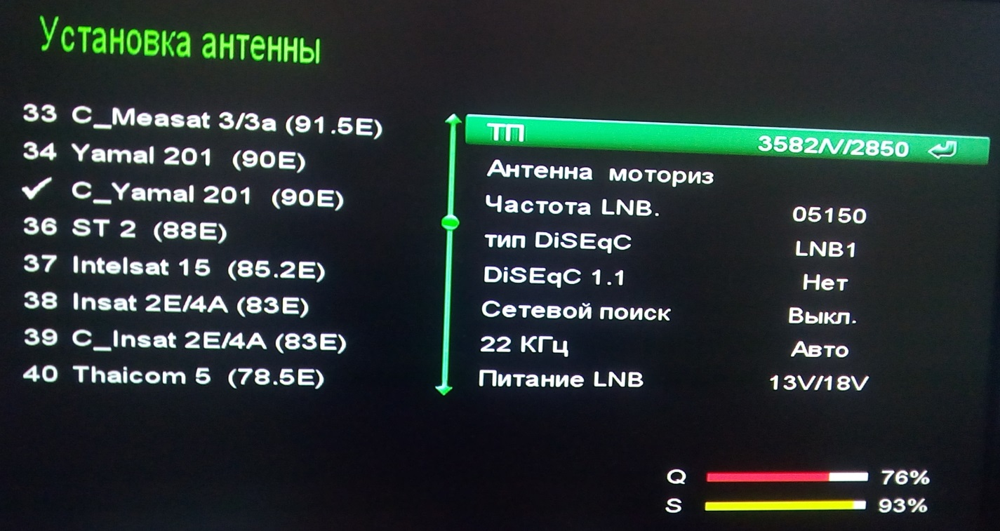 Установка антенны
33 C_Measat 3/3a (91.5E)
34 Yamal 201 (90E)
C_Yamal 201 (90E)
36 ST 2 (88E)
37 Intelsat 15 (85.2E)
38 Insat 2E/4A (83E)
39 C_Insat 2E/4A (83E)
40 Thaicom 5 (78.5E)
ТП 3582/V/2850
Антенна моториз
Частота LNB. 05150
тип DiSEqC LNB1
DiSEqC 1.1 Нет
Сетевой поиск Выкл.
22 КГц Авто
Питание LNB 13V/18V
Q 76%
S 93%